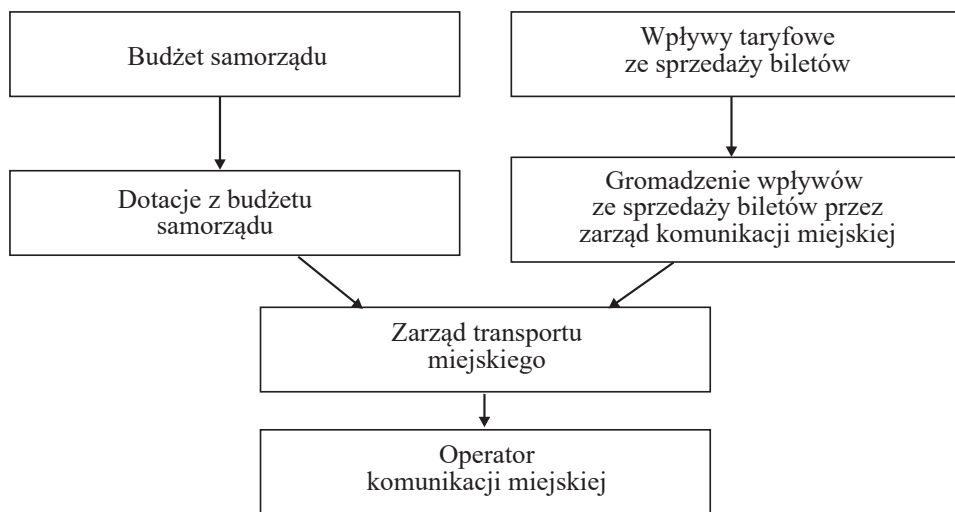 Budżet samorządu
Wpływy taryfowe
ze sprzedaży biletów
Dotacje z budżetu
samorządu
Gromadzenie wpływów
ze sprzedaży biletów przez
zarząd komunikacji miejskiej
Zarząd transportu
miejskiego
Operator
komunikacji miejskiej